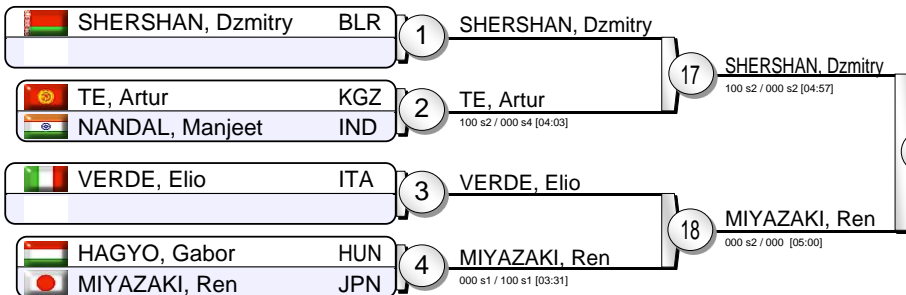 SHERSHAN, Dzmitry BLR
1
SHERSHAN, Dzmitry
17
SHERSHAN, Dzmitry
100 s2 / 000 s2 [04:57]
TE, Artur KGZ
NANDAL, Manjeet IND
2
TE, Artur
100 s2 / 000 s4 [04:03]
VERDE, Elio ITA
3
VERDE, Elio
18
MIYAZAKI, Ren
000 s2 / 000 [05:00]
HAGYO, Gabor HUN
MIYAZAKI, Ren JPN
4
MIYAZAKI, Ren
000 s1 / 100 s1 [03:31]